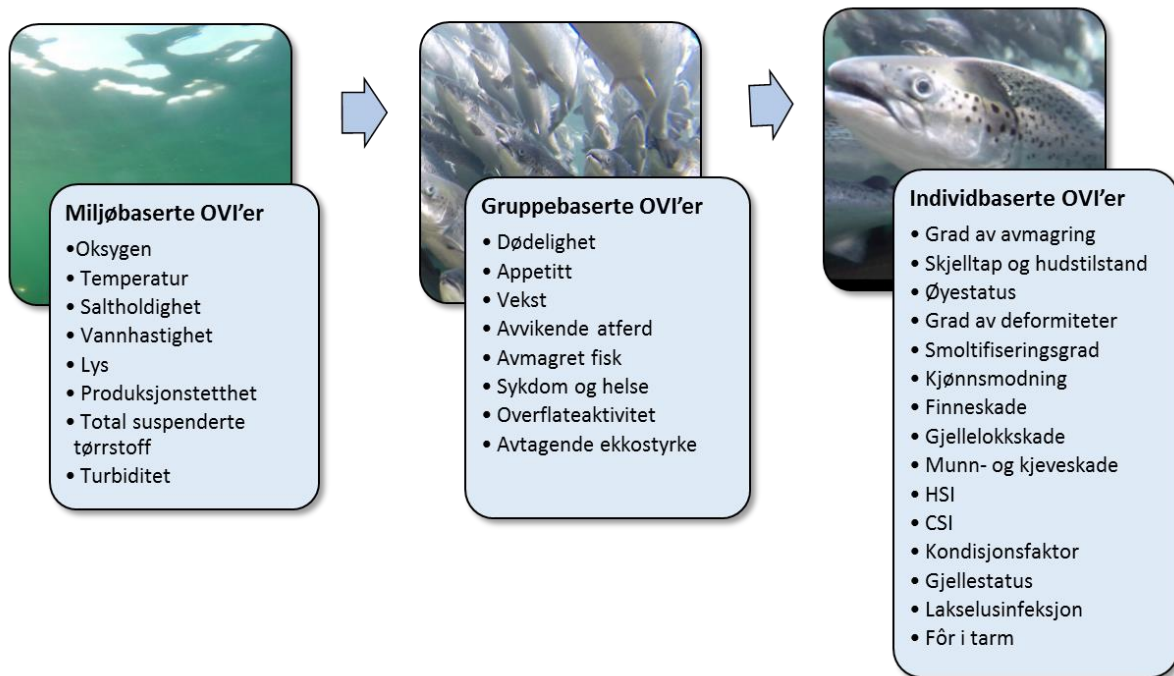 Miljøbaserte OVI'er
•Oksygen
• Temperatur
• Saltholdighet
• Vannhastighet
• Lys
• Produksjonstetthet
• Total suspenderte
tørrstoff
• Turbiditet
Gruppebaserte OVI'er
• Dødelighet
• Appetitt
• Vekst
• Avvikende atferd
• Avmagret fisk
• Sykdom og helse
• Overflateaktivitet
• Avtagende ekkostyrke
Individbaserte OVI'er
• Grad av avmagring
• Skjelltap og hudstilstand
• Øyestatus
• Grad av deformiteter
• Smoltifiseringsgrad
• Kjønnsmodning
• Finneskade
• Gjellelokkskade
• Munn- og kjeveskade
• HSI
• CSI
• Kondisjonsfaktor
• Gjellestatus
• Lakselusinfeksjon
• Fôr i tarm